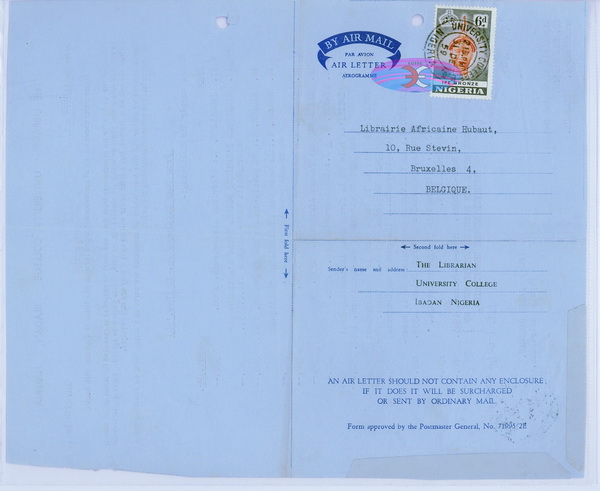 BY AIR MAIL
PAR AVION
AIR LETTER
AEROGRAMME
6d
UNIVERSITY
IFE BRONZE
NIGERIA
Librairie Africaine Hubaut,
10, Rue Stevin,
Bruxelles 4.
BELGIQUE.
First fold here
Second fold here
Sender's name and address: THE LIBRARIAN
UNIVERSITY COLLEGE
IBADAN NIGERIA
AN AIR LETTER SHOULD NOT CONTAIN ANY ENCLOSURE;
IF IT DOES IT WILL BE SURCHARGED
OR SENT BY ORDINARY MAIL.
Form approved by the Postmaster General, No.